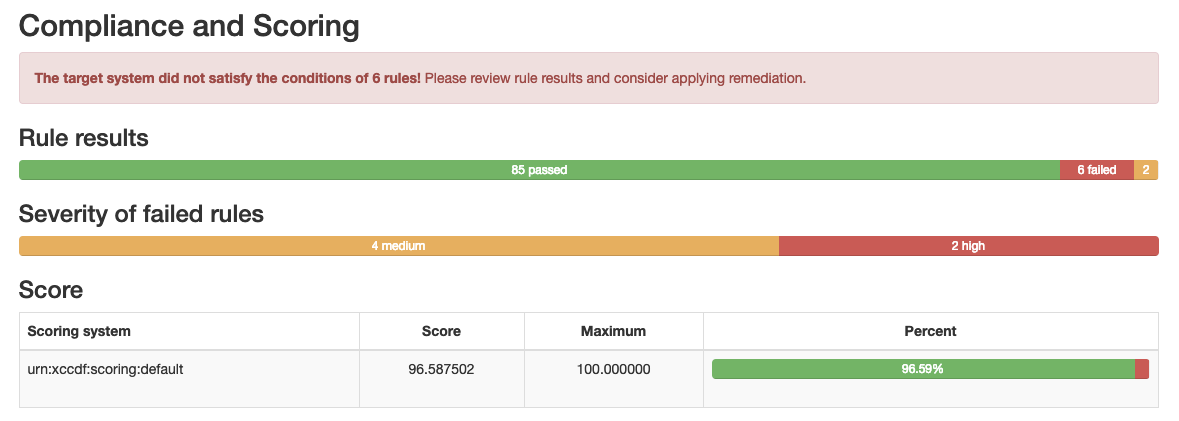 Compliance and Scoring
The target system did not satisfy the conditions of 6 rules! Please review rule results and consider applying remediation.
Rule results
85 passed 6 failed 2
Severity of failed rules
4 medium 2 high
Score
Scoring system Score Maximum Percent
urn:xccdf:scoring:default 96.587502 100.000000 96.59%